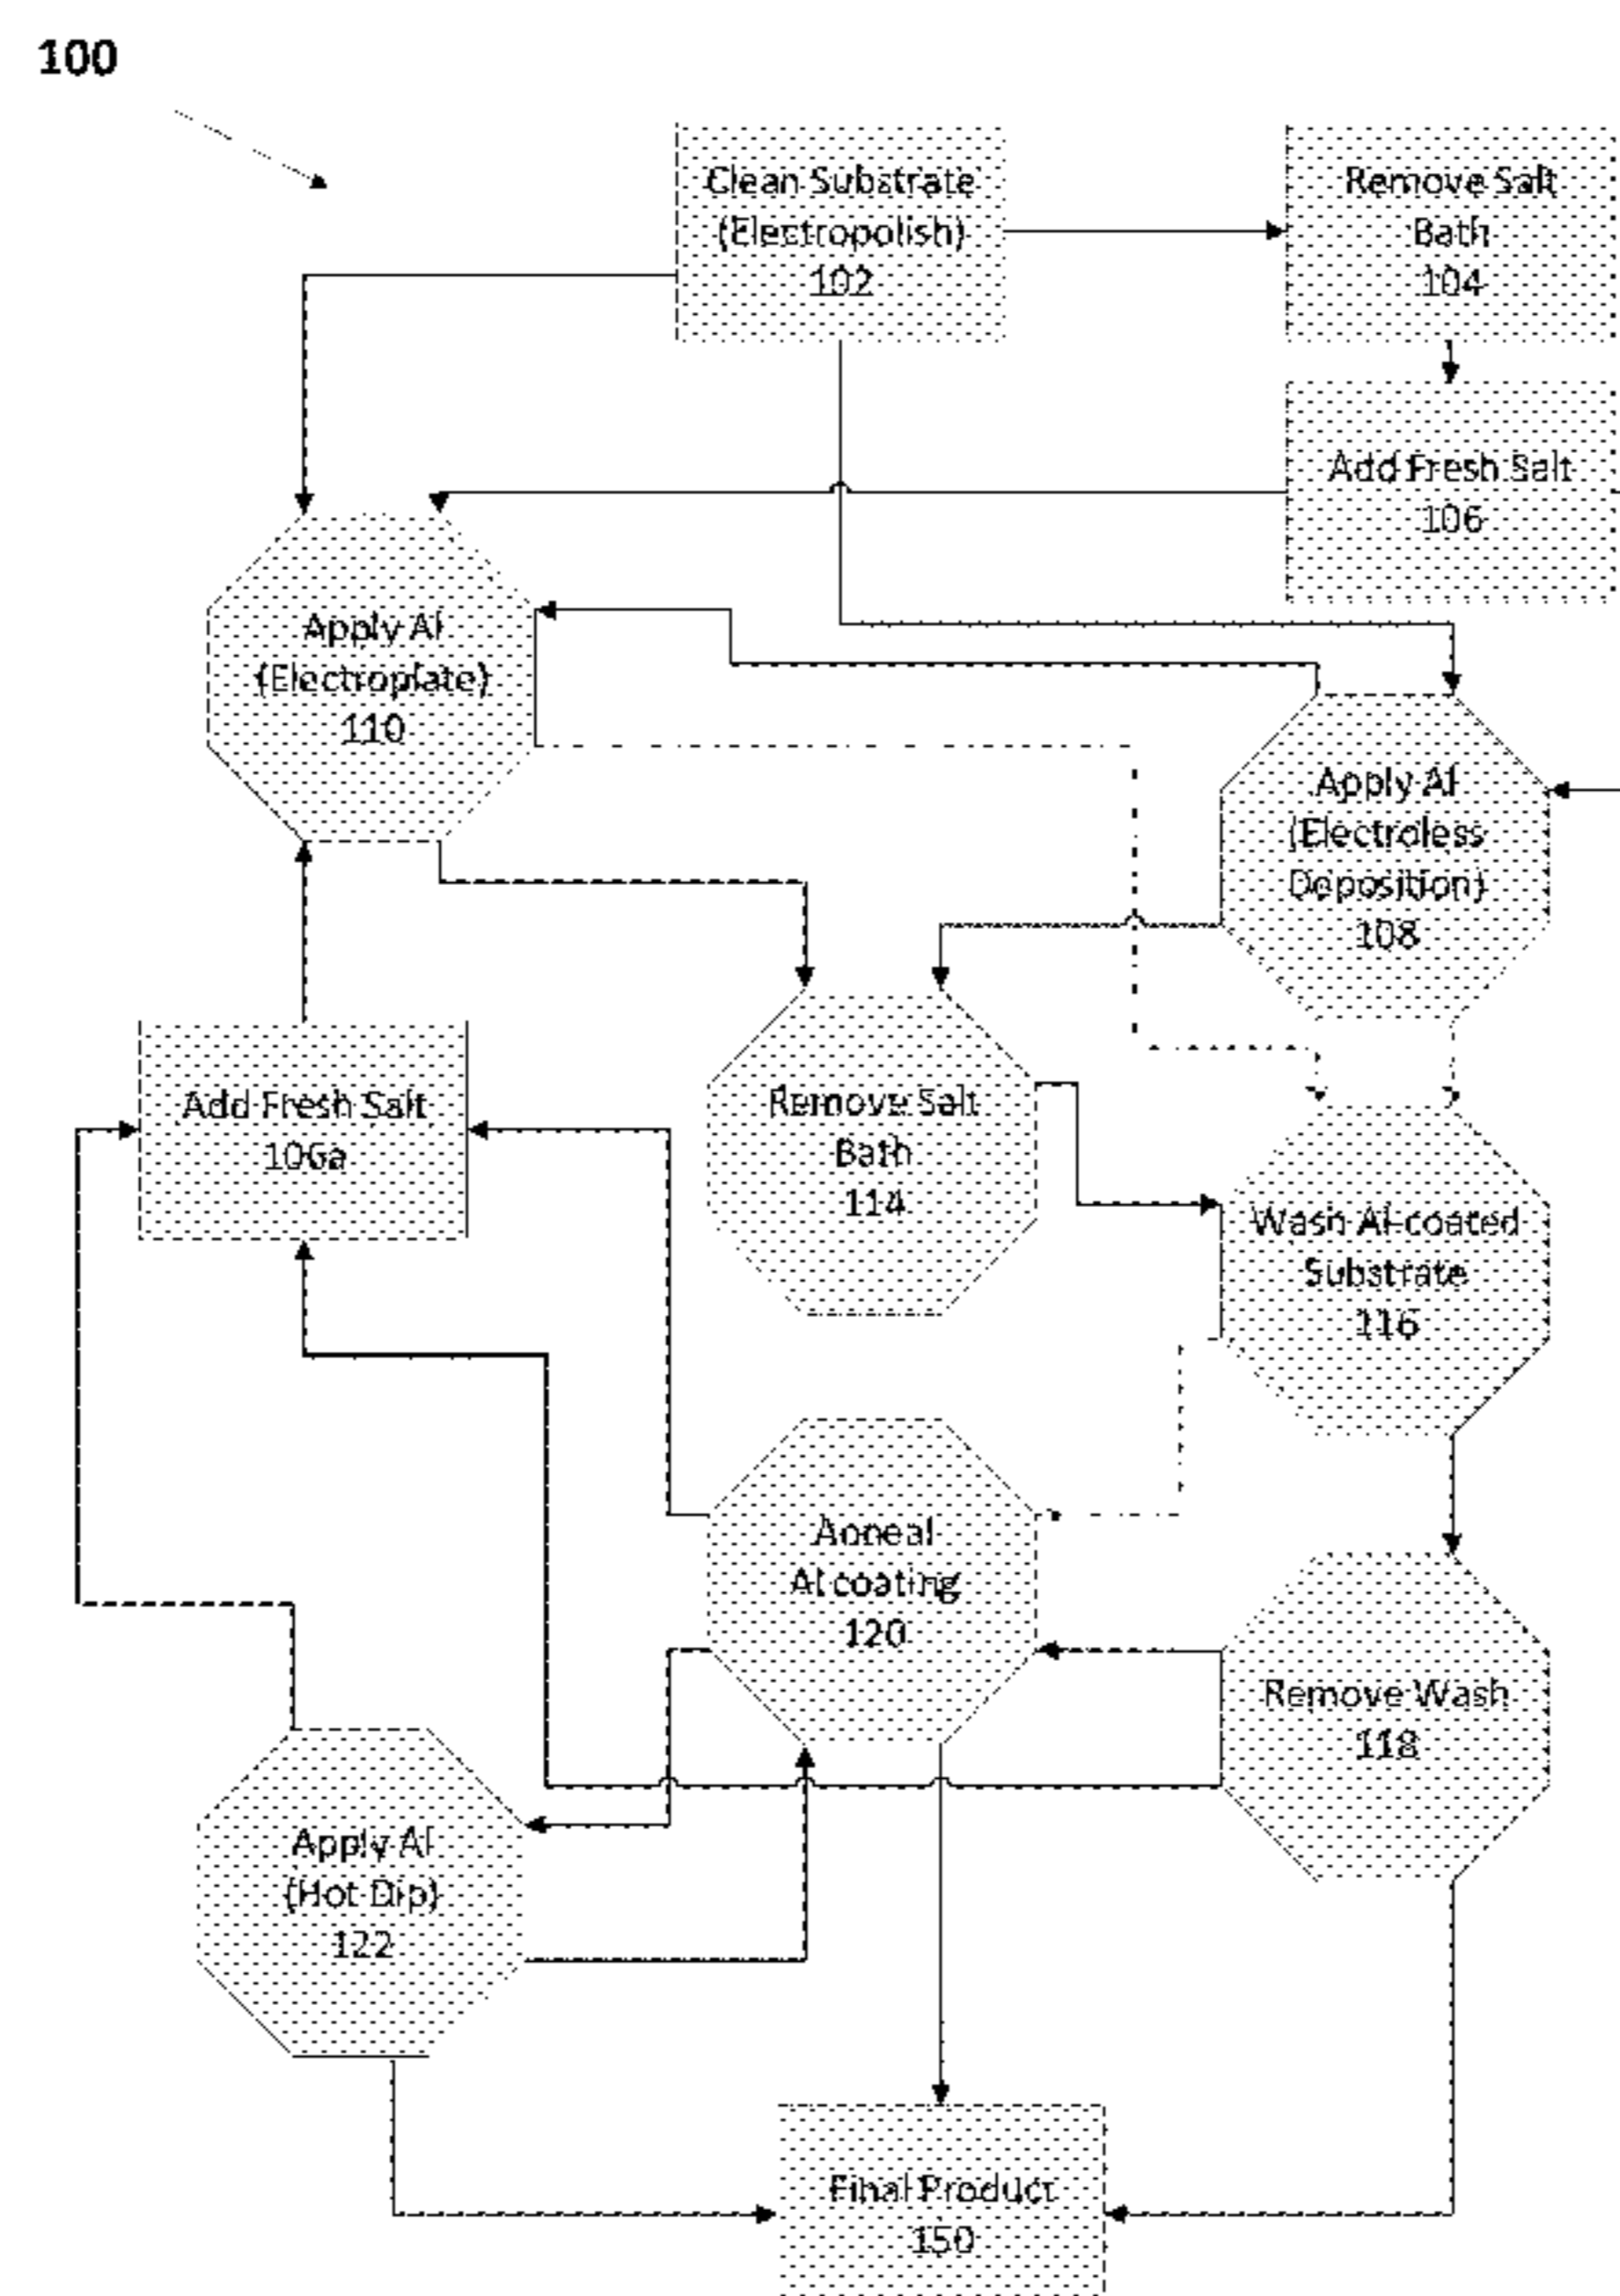 100
Clean Substrate
(Electropolish)
102
Remove Salt
Bath
104
Add Fresh Salt
106
Apply Al
(Electroplate)
110
Apply Al
(Electroless
Deposition)
108
Add Fresh Salt
106a
Remove Salt
Bath
114
Wash Al-coated
Substrate
116
Anneal
Al coating
120
Remove Wash
118
Apply Al
(Hot Dip)
122
Final Product
150